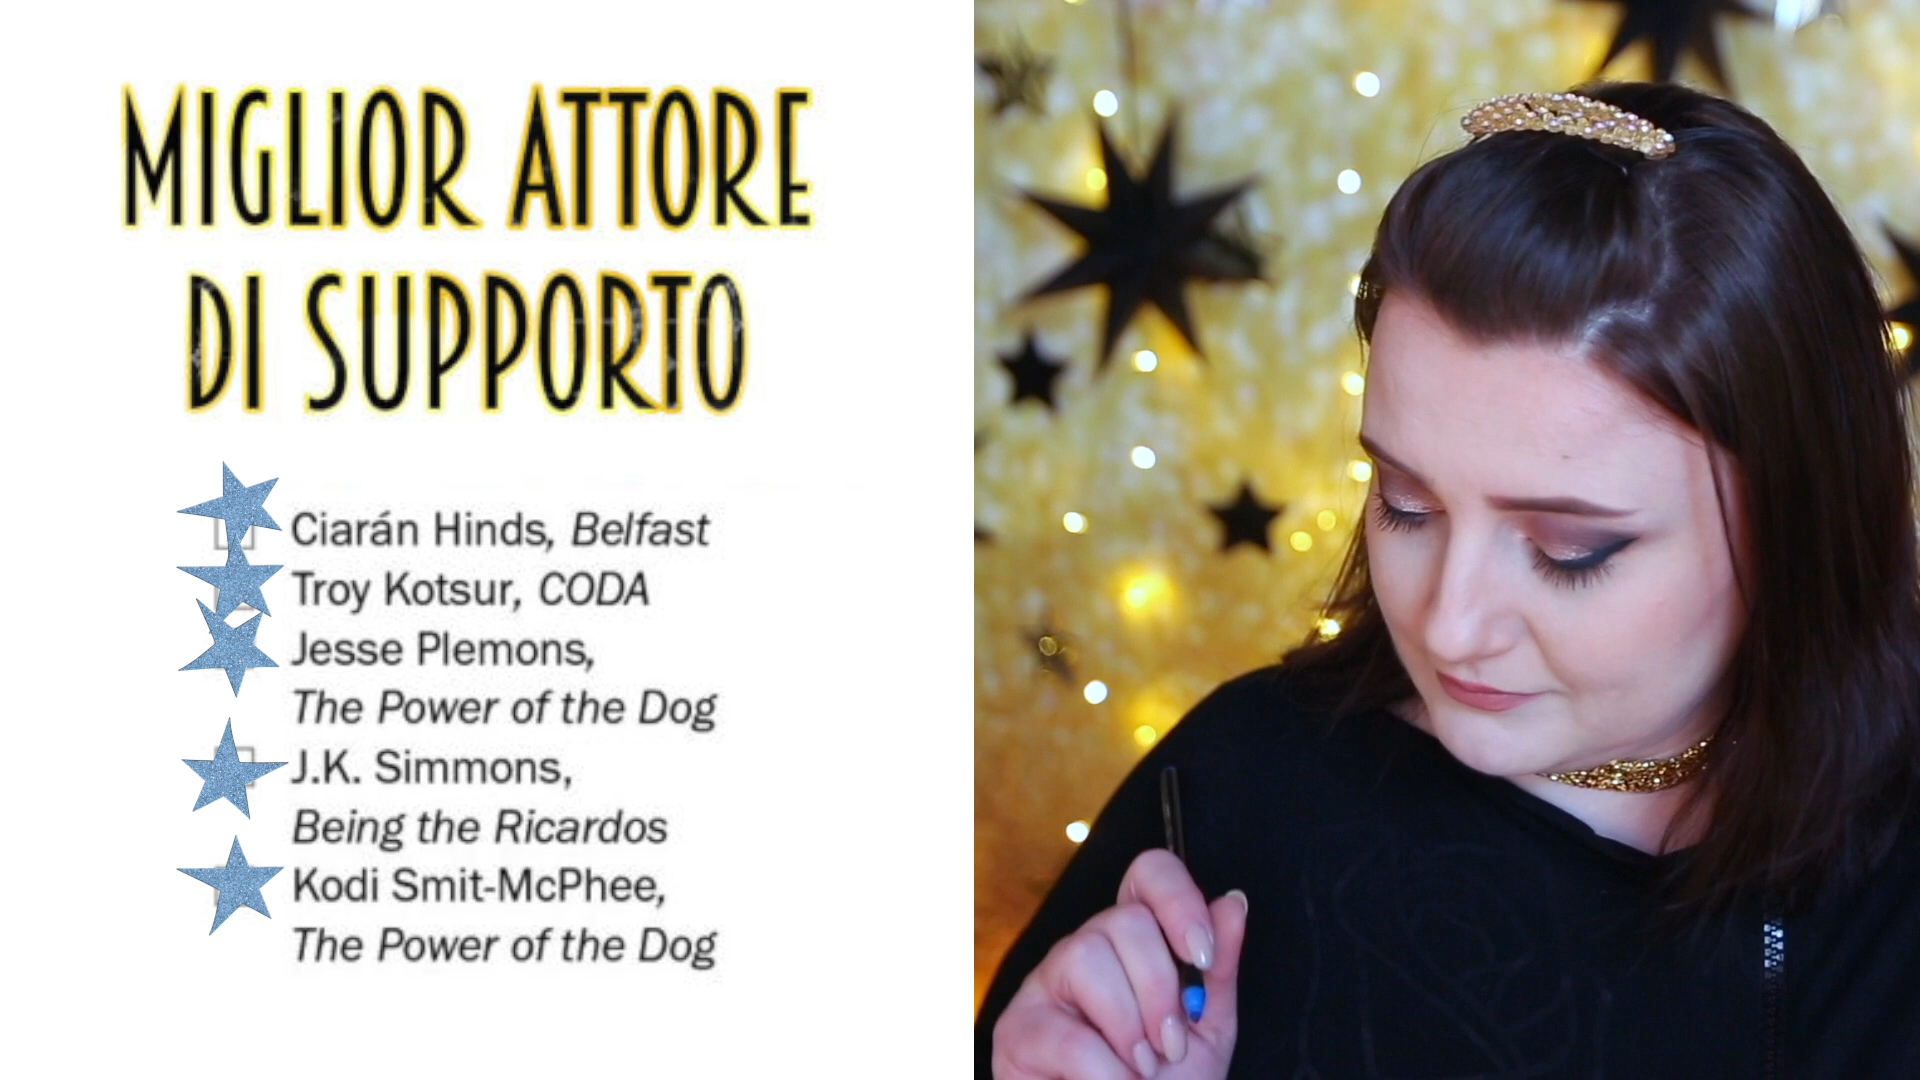 MIGLIOR ATTORE
DI SUPPORTO
Ciarán Hinds, Belfast
Troy Kotsur, CODA
Jesse Plemons,
The Power of the Dog
J.K. Simmons,
Being the Ricardos
Kodi Smit-McPhee,
The Power of the Dog